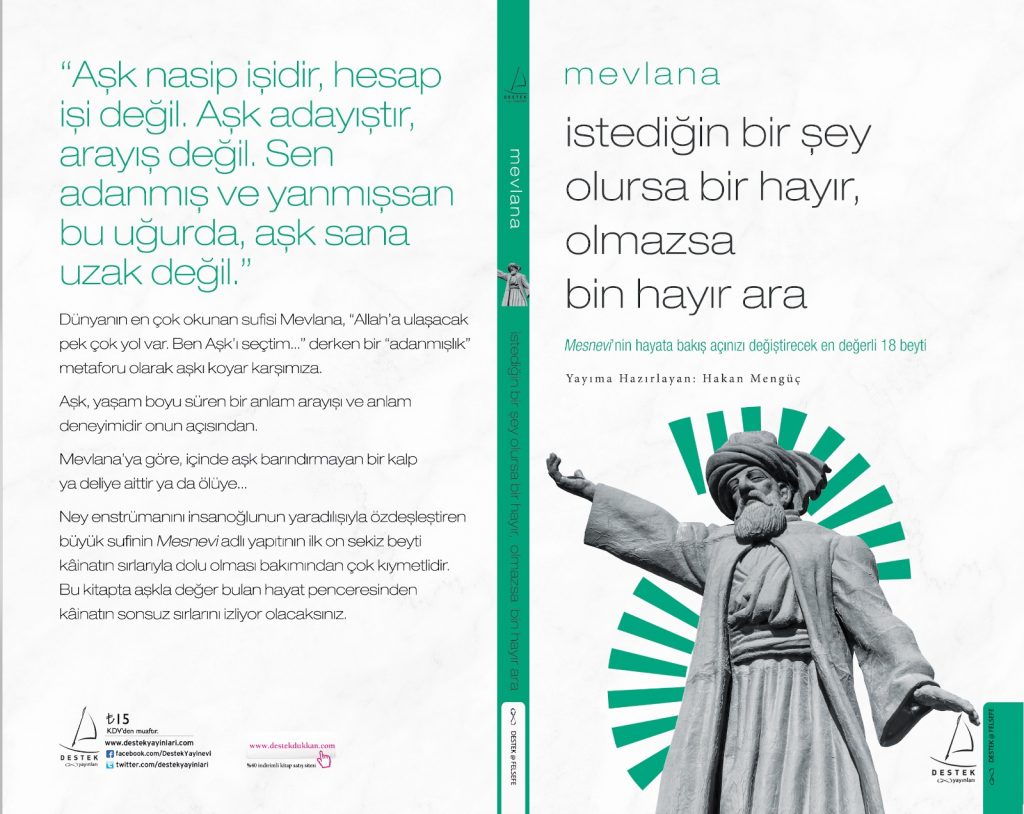 “Aşk nasip işidir, hesap
işi değil. Aşk adayıştır,
arayış değil. Sen
adanmış ve yanmışsan
bu uğurda, aşk sana
uzak değil.”
Dünyanın en çok okunan sufisi Mevlana, “Allah’a ulaşacak
pek çok yol var. Ben Aşk’ı seçtim...” derken bir “adanmışlık”
metaforu olarak aşkı koyar karşımıza.
Aşk, yaşam boyu süren bir anlam arayışı ve anlam
deneyimidir onun açısından.
Mevlana’ya göre, içinde aşk barındırmayan bir kalp
ya deliye aittir ya da ölüye...
Ney enstrümanını insanoğlunun yaradılışıyla özdeşleştiren
büyük sufinin Mesnevi adlı yapıtının ilk on sekiz beyti
kâinatın sırlarıyla dolu olması bakımından çok kıymetlidir.
Bu kitapta aşkla değer bulan hayat penceresinden
kâinatın sonsuz sırlarını izliyor olacaksınız.
DESTEK
yayınları
₺15
KDV’den muaftır.
www.destekyayinlari.com
facebook.com/DestekYayinevi
twitter.com/destekyayinlari
www.destekdukkan.com
%40 indirimli kitap satış sitesi
DESTEK
mevlana
istediğin bir şey olursa bir hayır, olmazsa bin hayır ara
DESTEK @ FELSEFE
mevlana
istediğin bir şey
olursa bir hayır,
olmazsa
bin hayır ara
Mesnevi’nin hayata bakış açınızı değiştirecek en değerli 18 beyti
Yayıma Hazırlayan: Hakan Mengüç
DESTEK
yayınları
DESTEK @ FELSEFE